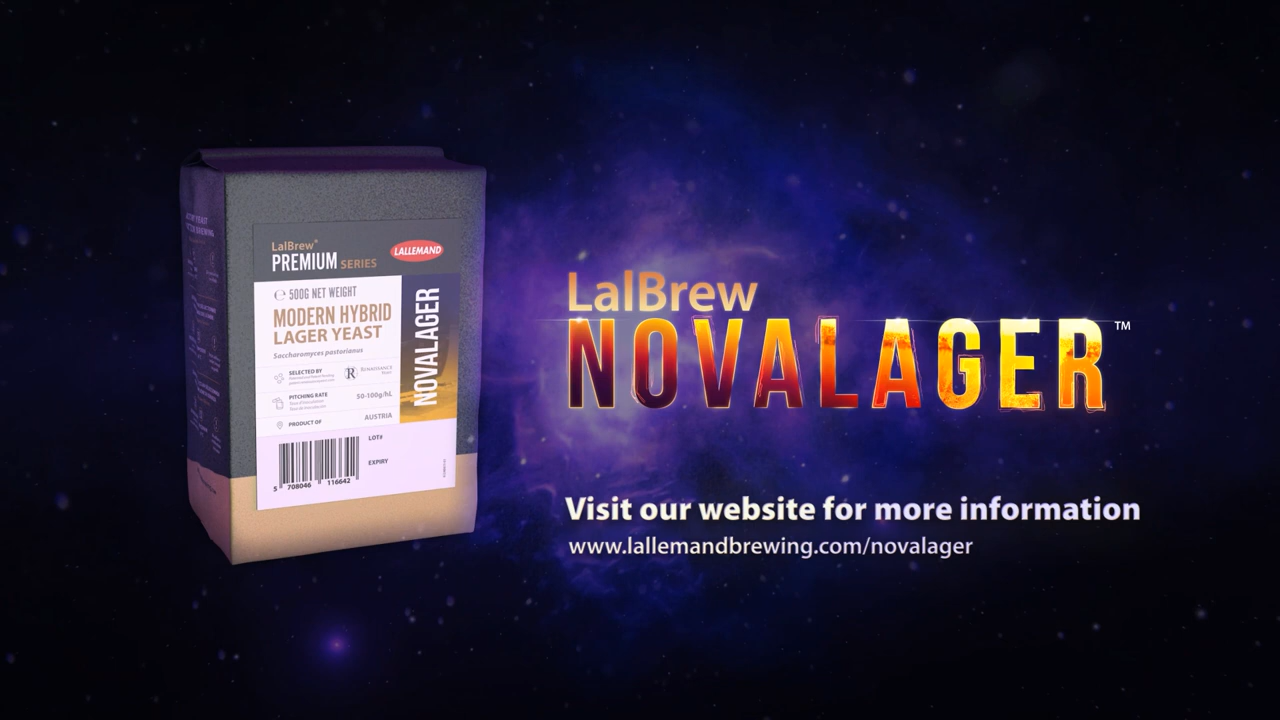 LalBrew®
PREMIUM SERIES
LALLEMAND
℮ 500G NET WEIGHT
MODERN HYBRID
LAGER YEAST
Saccharomyces pastorianus
SELECTED BY
RENAISSANCE
PITCHING RATE
50-100g/hL
PRODUCT OF
AUSTRIA
NOVALAGER
LOT#
EXPIRY
5 708046 116642
LalBrew
NOVALAGER™
Visit our website for more information
www.lallemandbrewing.com/novalager